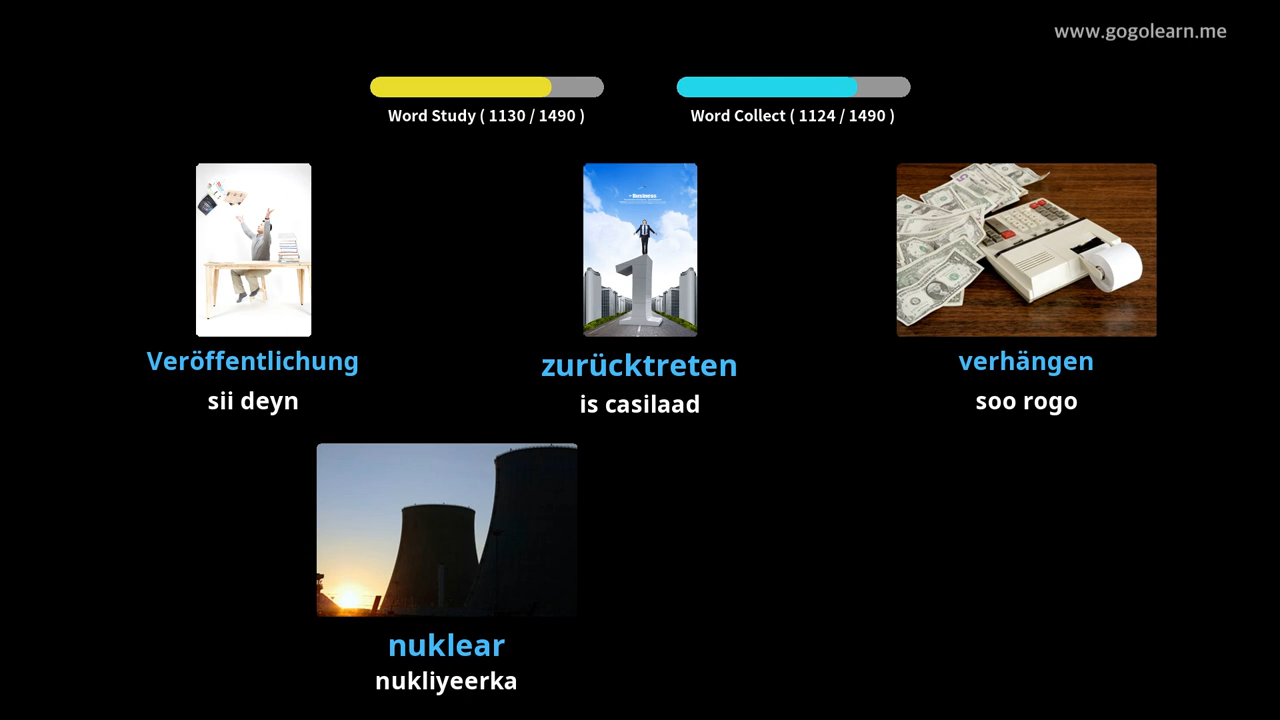 www.gogolearn.me
Word Study ( 1130 / 1490 )
Word Collect ( 1124 / 1490 )
Business
Veröffentlichung
zurücktreten
verhängen
sii deyn
is casilaad
soo rogo
nuklear
nukliyeerka